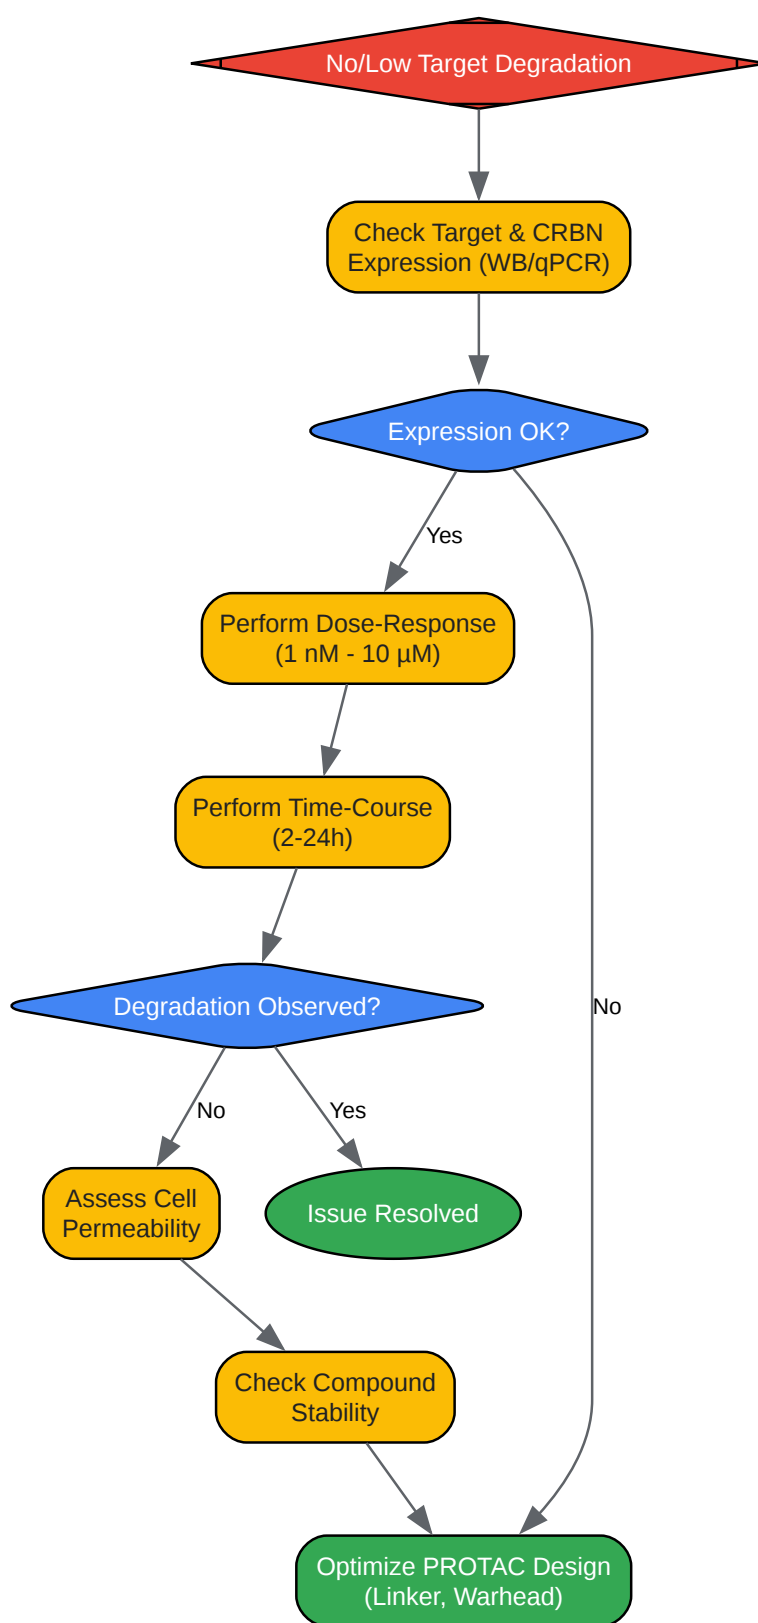 No/Low Target Degradation
Check Target & CRBN
Expression (WB/qPCR)
Expression OK?
Yes
Perform Dose-Response
(1 nM - 10 µM)
Perform Time-Course
(2-24h)
Degradation Observed?
No
No
Yes
Assess Cell
Permeability
Issue Resolved
Check Compound
Stability
Optimize PROTAC Design
(Linker, Warhead)